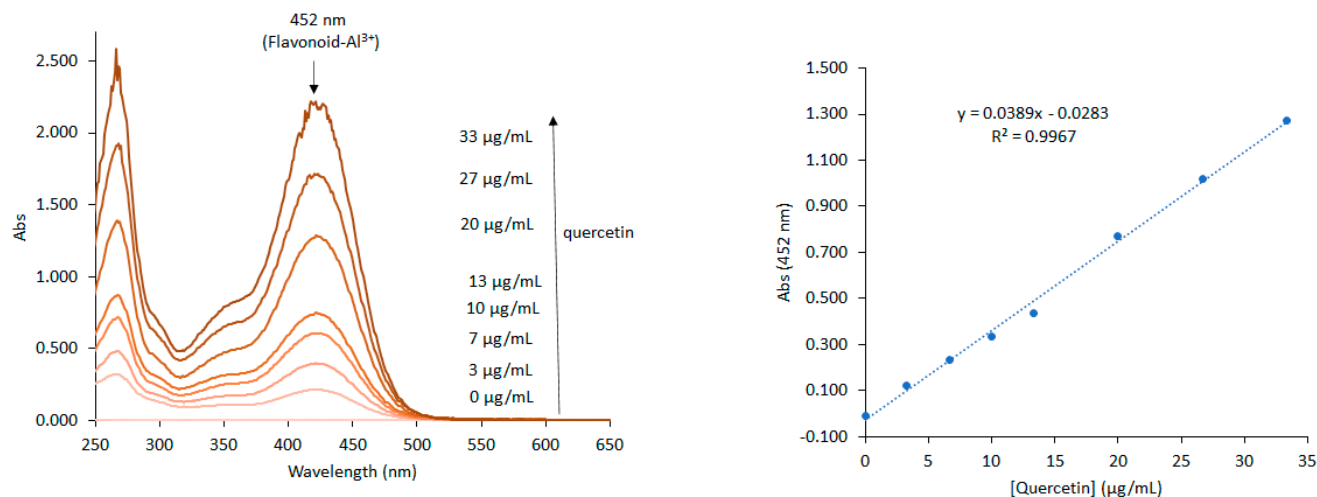 452 nm
(Flavonoid-Al³⁺)
2.500
2.000
1.500
1.000
0.500
0.000
Abs
250 300 350 400 450 500 550 600 650
Wavelength (nm)
33 µg/mL
27 µg/mL
20 µg/mL
13 µg/mL
10 µg/mL
7 µg/mL
3 µg/mL
0 µg/mL
quercetin
1.500
1.300
1.100
0.900
0.700
0.500
0.300
0.100
-0.100
Abs (452 nm)
y = 0.0389x - 0.0283
R² = 0.9967
0 5 10 15 20 25 30 35
[Quercetin] (µg/mL)